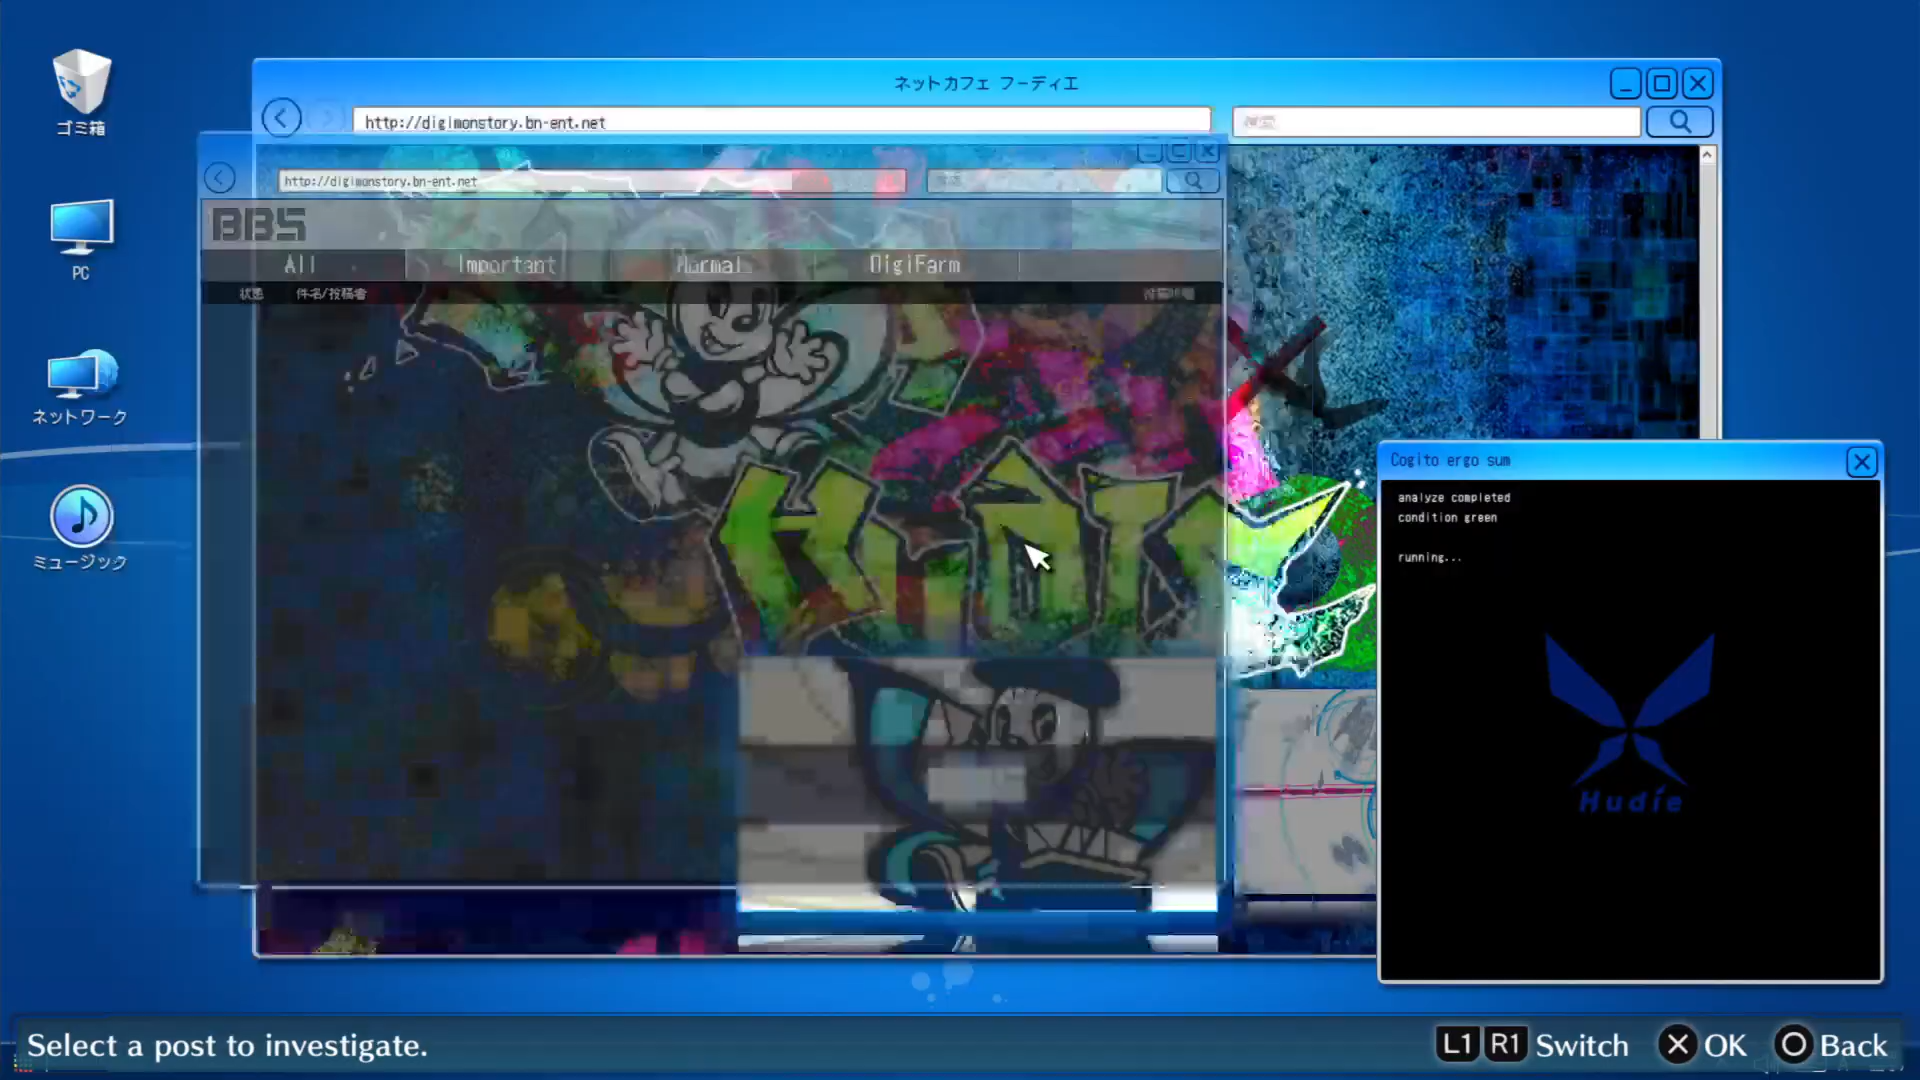 ゴミ箱
PC
ネットワーク
ミュージック
ネットカフェ フーディエ
http://digimonstory.bn-ent.net
http://digimonstory.bn-ent.net
BBS
All Important Normal DigiFarm
状態 件名/投稿者
Cogito ergo sum
analyze completed
condition green
running...
Hudie
Select a post to investigate.
L1 R1 Switch OK Back